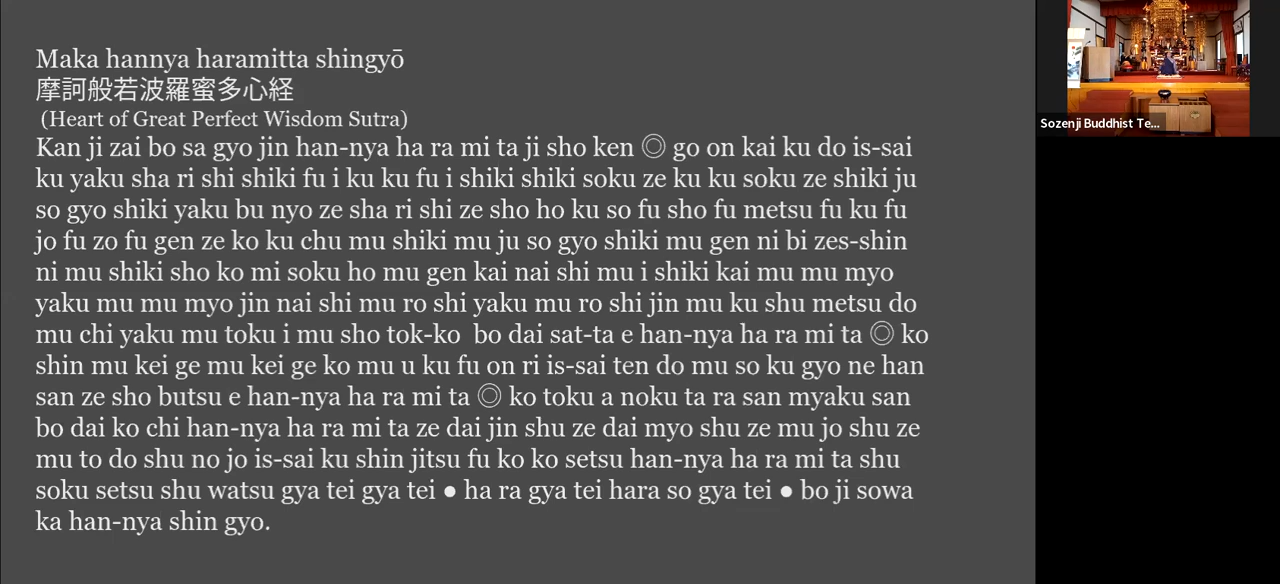 Maka hannya haramitta shingyō
摩訶般若波羅蜜多心経
(Heart of Great Perfect Wisdom Sutra)
Kan ji zai bo sa gyo jin han-nya ha ra mi ta ji sho ken ◎ go on kai ku do is-sai
ku yaku sha ri shi shiki fu i ku ku fu i shiki shiki soku ze ku ku soku ze shiki ju
so gyo shiki yaku bu nyo ze sha ri shi ze sho ho ku so fu sho fu metsu fu ku fu
jo fu zo fu gen ze ko ku chu mu shiki mu ju so gyo shiki mu gen ni bi zes-shin
ni mu shiki sho ko mi soku ho mu gen kai nai shi mu i shiki kai mu mu myo
yaku mu mu myo jin nai shi mu ro shi yaku mu ro shi jin mu ku shu metsu do
mu chi yaku mu toku i mu sho tok-ko  bo dai sat-ta e han-nya ha ra mi ta ◎ ko
shin mu kei ge mu kei ge ko mu u ku fu on ri is-sai ten do mu so ku gyo ne han
san ze sho butsu e han-nya ha ra mi ta ◎ ko toku a noku ta ra san myaku san
bo dai ko chi han-nya ha ra mi ta ze dai jin shu ze dai myo shu ze mu jo shu ze
mu to do shu no jo is-sai ku shin jitsu fu ko ko setsu han-nya ha ra mi ta shu
soku setsu shu watsu gya tei gya tei ● ha ra gya tei hara so gya tei ● bo ji sowa
ka han-nya shin gyo.
Sozenji Buddhist Te...